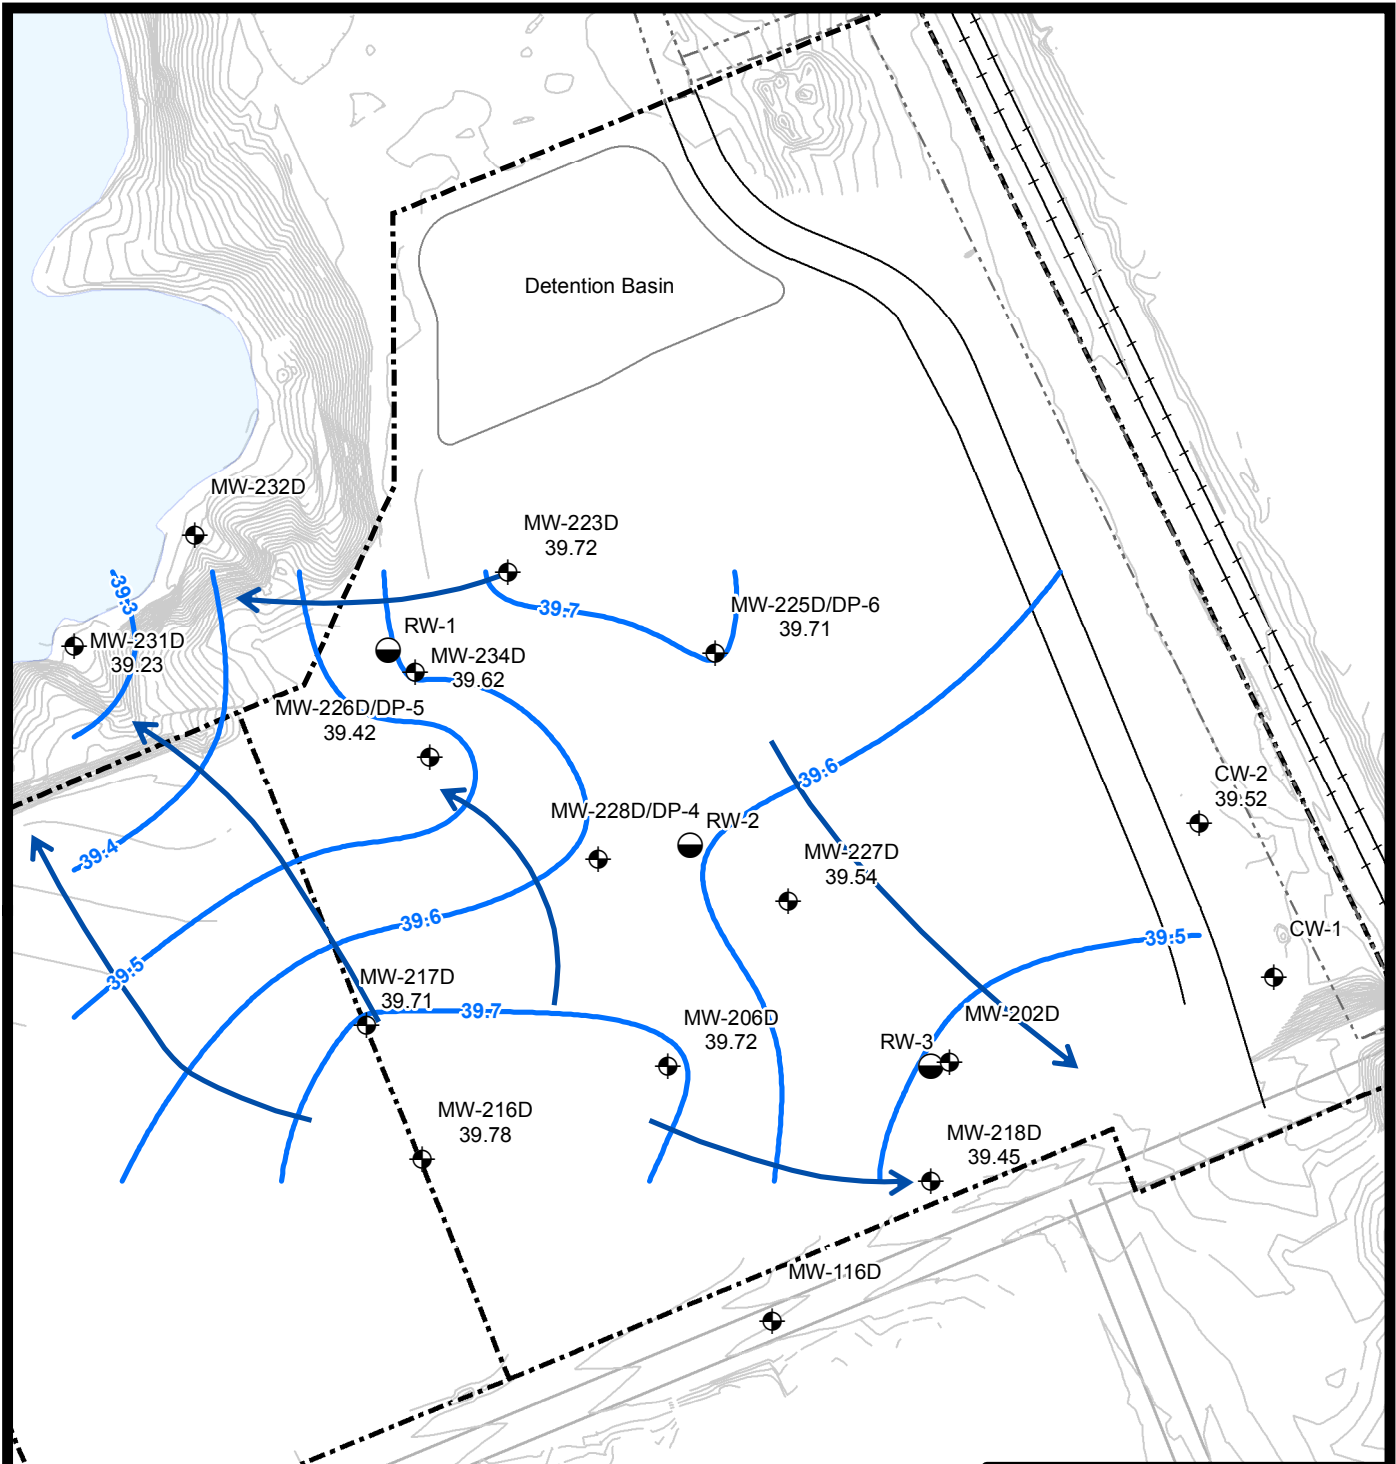 Detention Basin
MW-232D
MW-223D
39.72
39.3
39.7
MW-225D/DP-6
39.71
RW-1
MW-231D
39.23
MW-234D
39.62
MW-226D/DP-5
39.42
39.6
CW-2
39.52
MW-228D/DP-4
RW-2
39.4
MW-227D
39.54
39.6
39.5
CW-1
39.5
MW-217D
39.71
39.7
MW-206D
39.72
MW-202D
RW-3
MW-216D
39.78
MW-218D
39.45
MW-116D